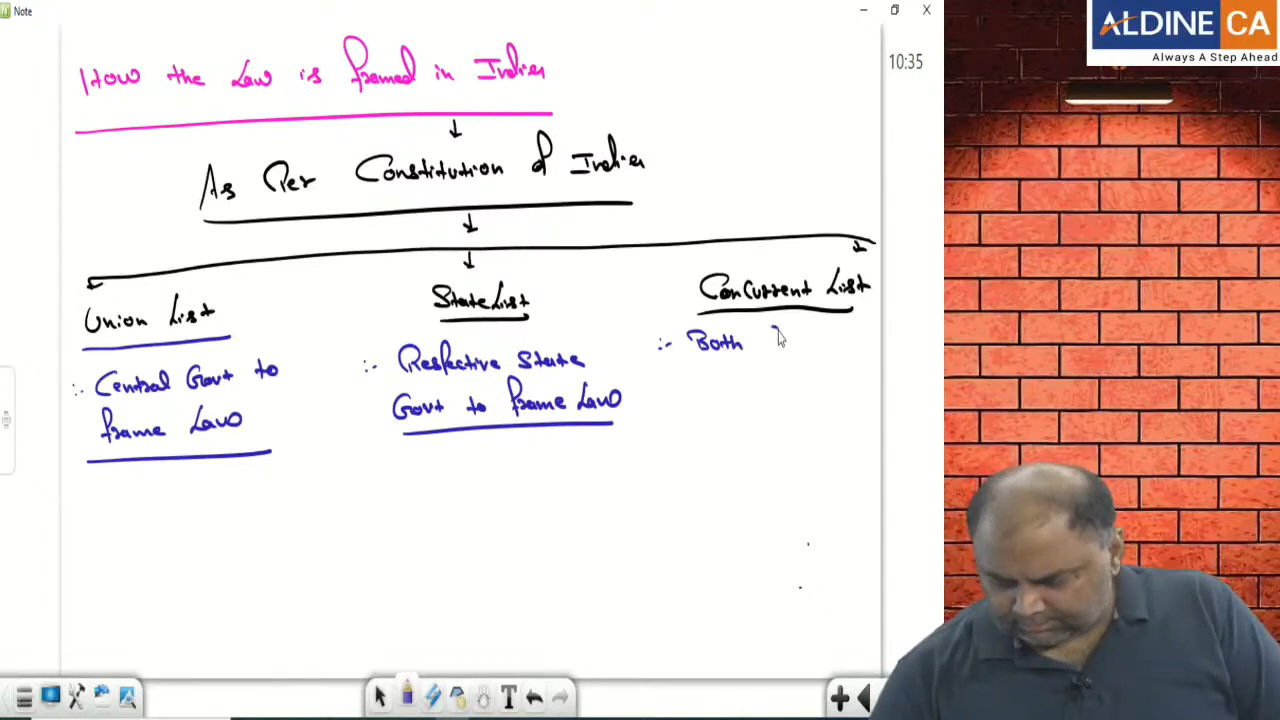 Note
ALDINE CA
Always A Step Ahead
10:35
How the Law is framed in India
As Per Constitution of India
Union List
State List
Concurrent List
:- Central Govt to
frame Law
:- Respective State
Govt to frame Law
:- Both
T